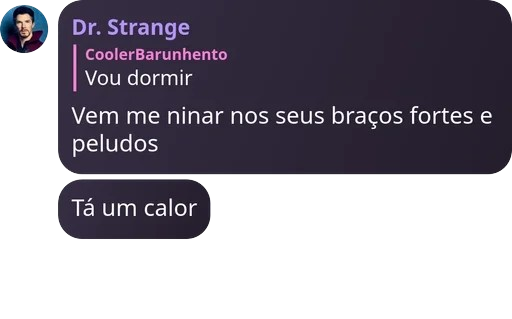 Dr. Strange
CoolerBarunhento
Vou dormir
Vem me ninar nos seus braços fortes e
peludos
Tá um calor